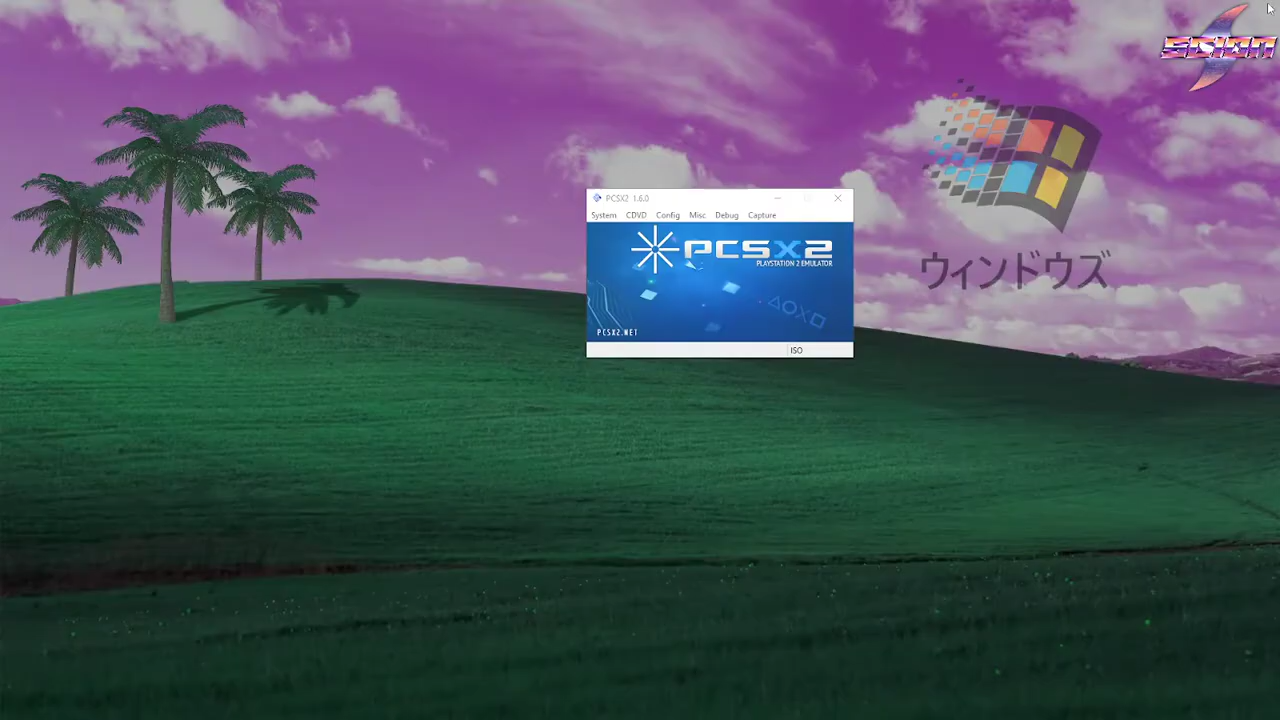 SCION
PCSX2 1.6.0
System CDVD Config Misc Debug Capture
PCSX2
PLAYSTATION 2 EMULATOR
PCSX2.NET
ISO
ウィンドウズ